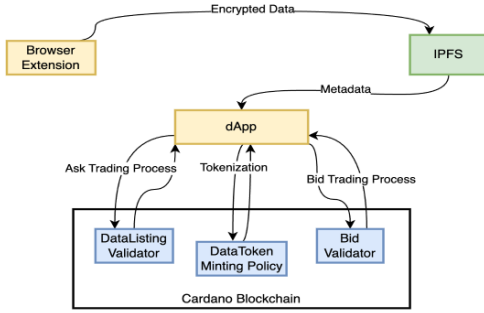 Encrypted Data
Browser
Extension
IPFS
Metadata
dApp
Ask Trading Process
Tokenization
Bid Trading Process
DataListing
Validator
DataToken
Minting Policy
Bid
Validator
Cardano Blockchain